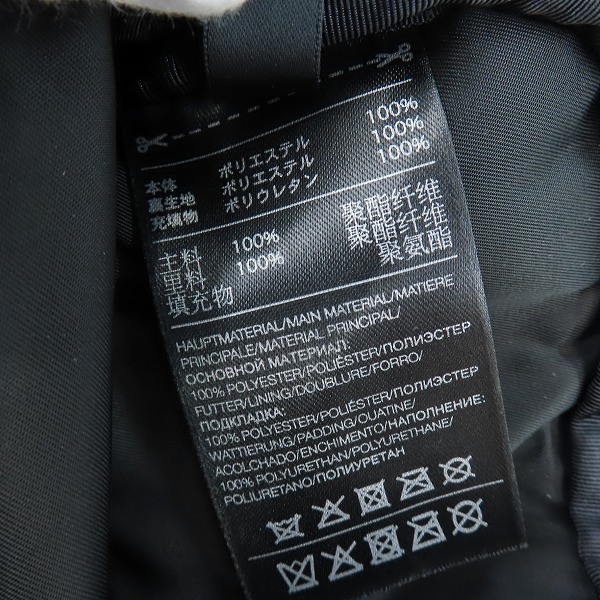 本体 ポリエステル 100%
裏生地 ポリエステル 100%
充填物 ポリウレタン 100%
主料 100% 聚酯纤维
里料 100% 聚酯纤维
填充物 聚氨酯
HAUPTMATERIAL/MAIN MATERIAL/MATIERE
PRINCIPALE/MATERIAL PRINCIPAL/
ОСНОВНОЙ МАТЕРИАЛ:
100% POLYESTER/POLIÉSTER/ПОЛИЭСТЕР
FUTTER/LINING/DOUBLURE/FORRO/
ПОДКЛАДКА:
100% POLYESTER/POLIÉSTER/ПОЛИЭСТЕР
WATTIERUNG/PADDING/OUATINE/
ACOLCHADO/ENCHIMENTO/НАПОЛНЕНИЕ:
100% POLYURETHAN/POLYURETHANE/
POLIURETANO/ПОЛИУРЕТАН